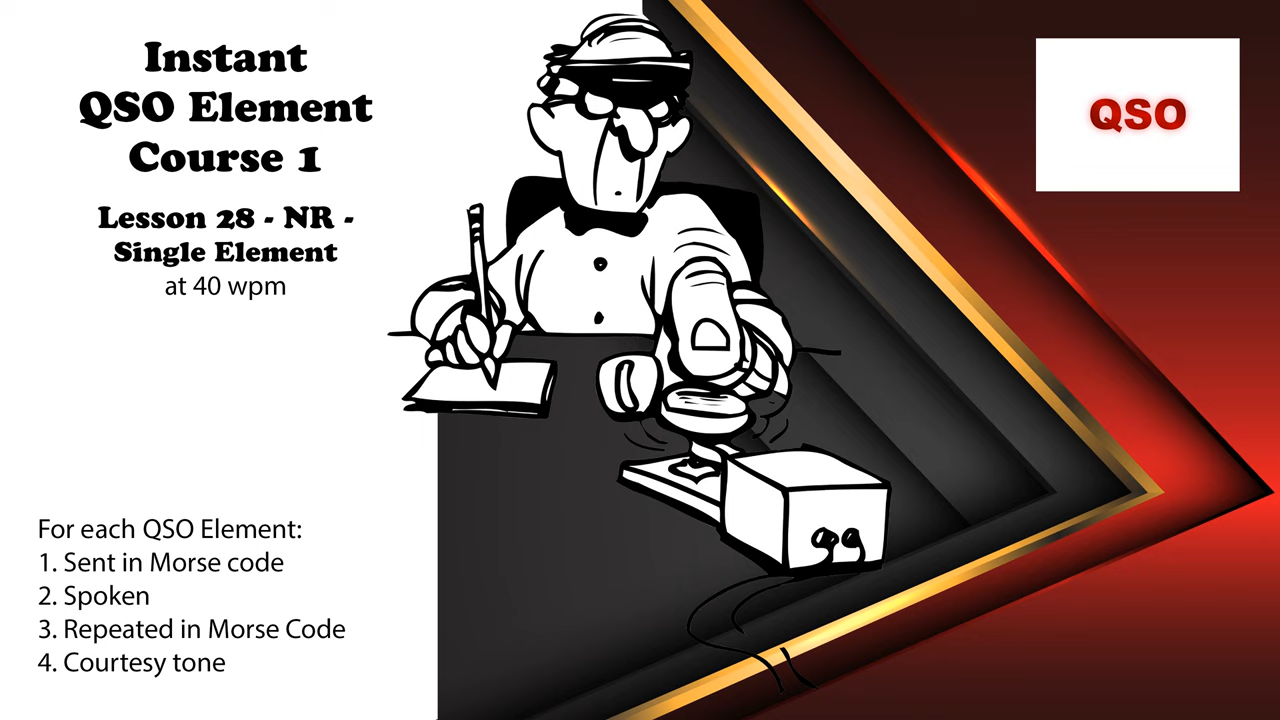 Instant
QSO Element
Course 1
Lesson 28 - NR -
Single Element
at 40 wpm
QSO
For each QSO Element:
1. Sent in Morse code
2. Spoken
3. Repeated in Morse Code
4. Courtesy tone